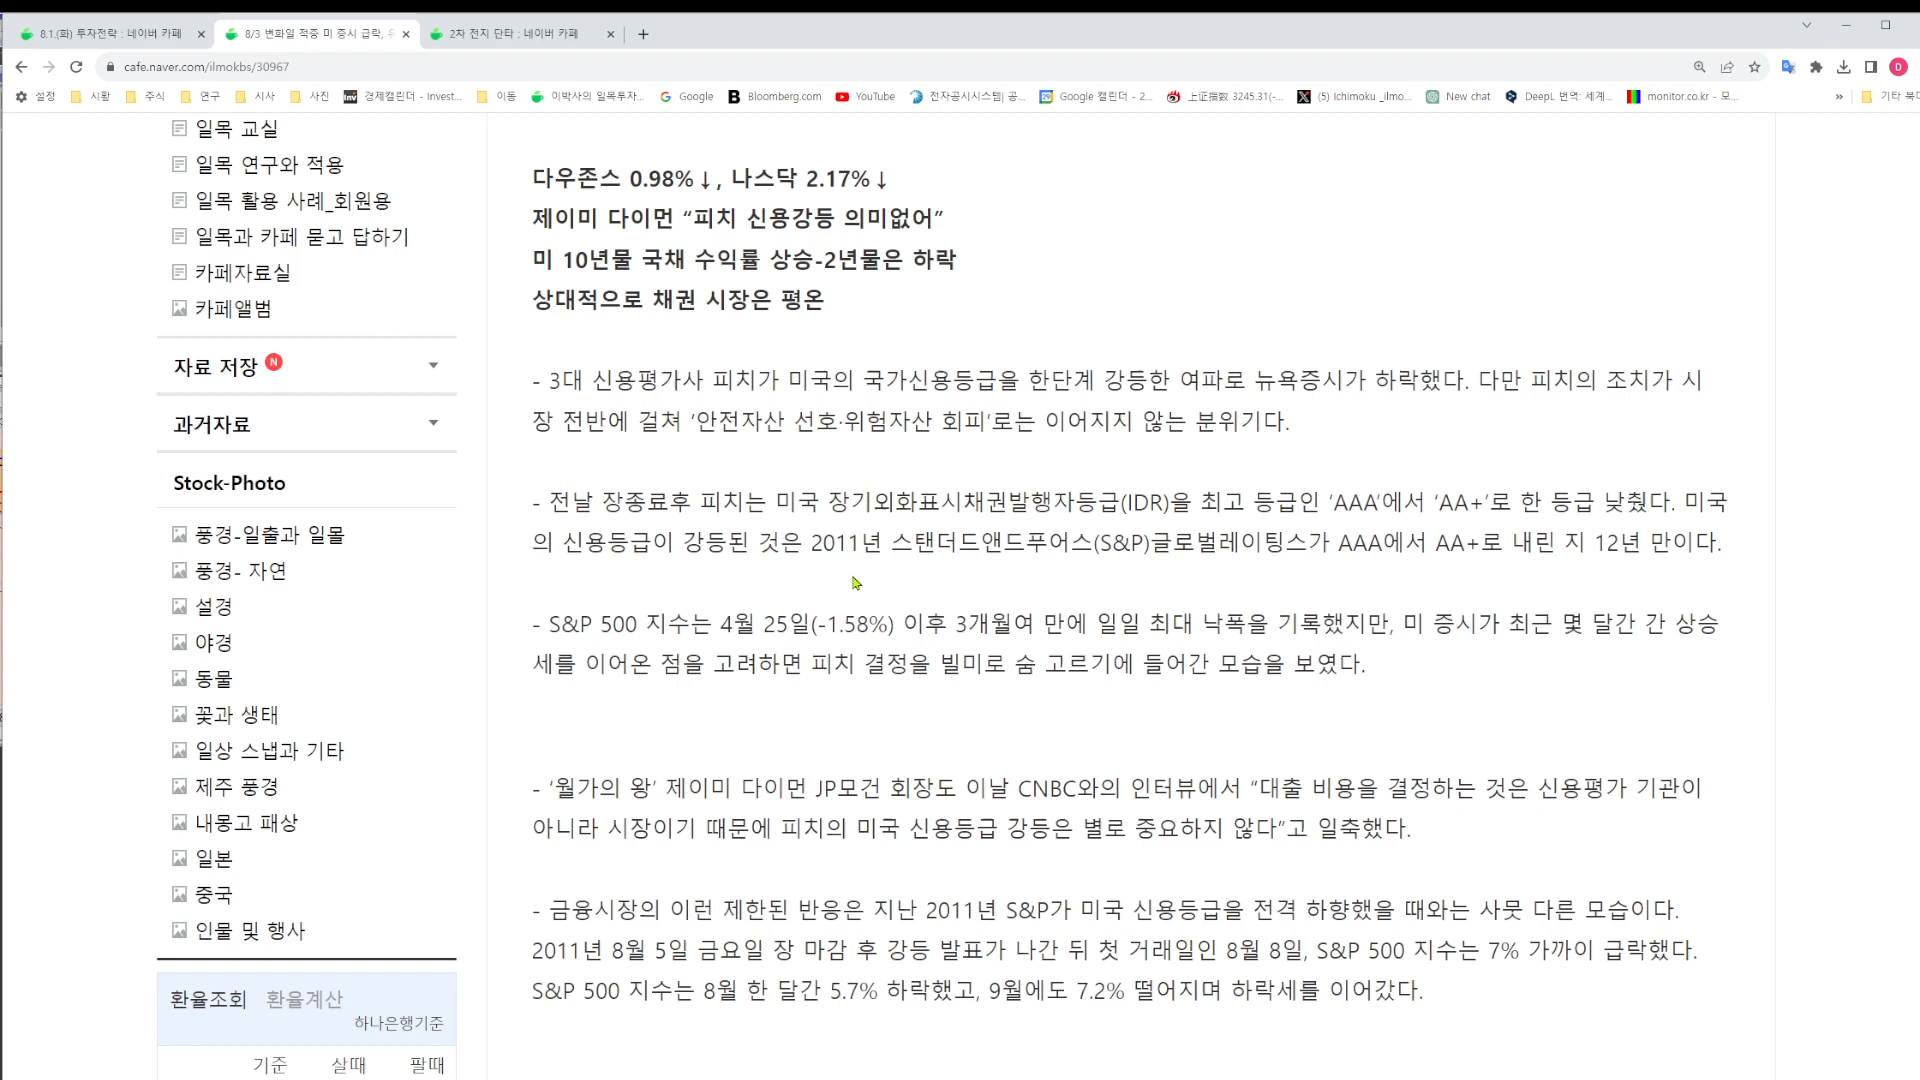 8.1.(화) 투자전략 : 네이버 카페
8/3 변화일 적중 미 증시 급락,
2차 전지 단타 : 네이버 카페
cafe.naver.com/ilmokbs/30967
설정 시황 주식 연구 시사 사진 경제캘린더 - Invest... 이동 이박사의 일목투자... Google Bloomberg.com YouTube 전자공시시스템| 공... Google 캘린더 - 2... 上证指数 3245.31(-... (5) Ichimoku _ilmo... New chat DeepL 번역: 세계... monitor.co.kr - 모... » 기타 북
일목 교실
일목 연구와 적용
일목 활용 사례_회원용
일목과 카페 묻고 답하기
카페자료실
카페앨범
자료 저장 N
과거자료
Stock-Photo
풍경-일출과 일몰
풍경- 자연
설경
야경
동물
꽃과 생태
일상 스냅과 기타
제주 풍경
내몽고 패상
일본
중국
인물 및 행사
환율조회 환율계산
하나은행기준
기준 살때 팔때
다우존스 0.98%↓, 나스닥 2.17%↓
제이미 다이먼 “피치 신용강등 의미없어”
미 10년물 국채 수익률 상승-2년물은 하락
상대적으로 채권 시장은 평온
- 3대 신용평가사 피치가 미국의 국가신용등급을 한단계 강등한 여파로 뉴욕증시가 하락했다. 다만 피치의 조치가 시
장 전반에 걸쳐 ‘안전자산 선호·위험자산 회피’로는 이어지지 않는 분위기다.
- 전날 장종료후 피치는 미국 장기외화표시채권발행자등급(IDR)을 최고 등급인 ‘AAA’에서 ‘AA+’로 한 등급 낮췄다. 미국
의 신용등급이 강등된 것은 2011년 스탠더드앤드푸어스(S&P)글로벌레이팅스가 AAA에서 AA+로 내린 지 12년 만이다.
- S&P 500 지수는 4월 25일(-1.58%) 이후 3개월여 만에 일일 최대 낙폭을 기록했지만, 미 증시가 최근 몇 달간 간 상승
세를 이어온 점을 고려하면 피치 결정을 빌미로 숨 고르기에 들어간 모습을 보였다.
- ‘월가의 왕’ 제이미 다이먼 JP모건 회장도 이날 CNBC와의 인터뷰에서 “대출 비용을 결정하는 것은 신용평가 기관이
아니라 시장이기 때문에 피치의 미국 신용등급 강등은 별로 중요하지 않다”고 일축했다.
- 금융시장의 이런 제한된 반응은 지난 2011년 S&P가 미국 신용등급을 전격 하향했을 때와는 사뭇 다른 모습이다.
2011년 8월 5일 금요일 장 마감 후 강등 발표가 나간 뒤 첫 거래일인 8월 8일, S&P 500 지수는 7% 가까이 급락했다.
S&P 500 지수는 8월 한 달간 5.7% 하락했고, 9월에도 7.2% 떨어지며 하락세를 이어갔다.